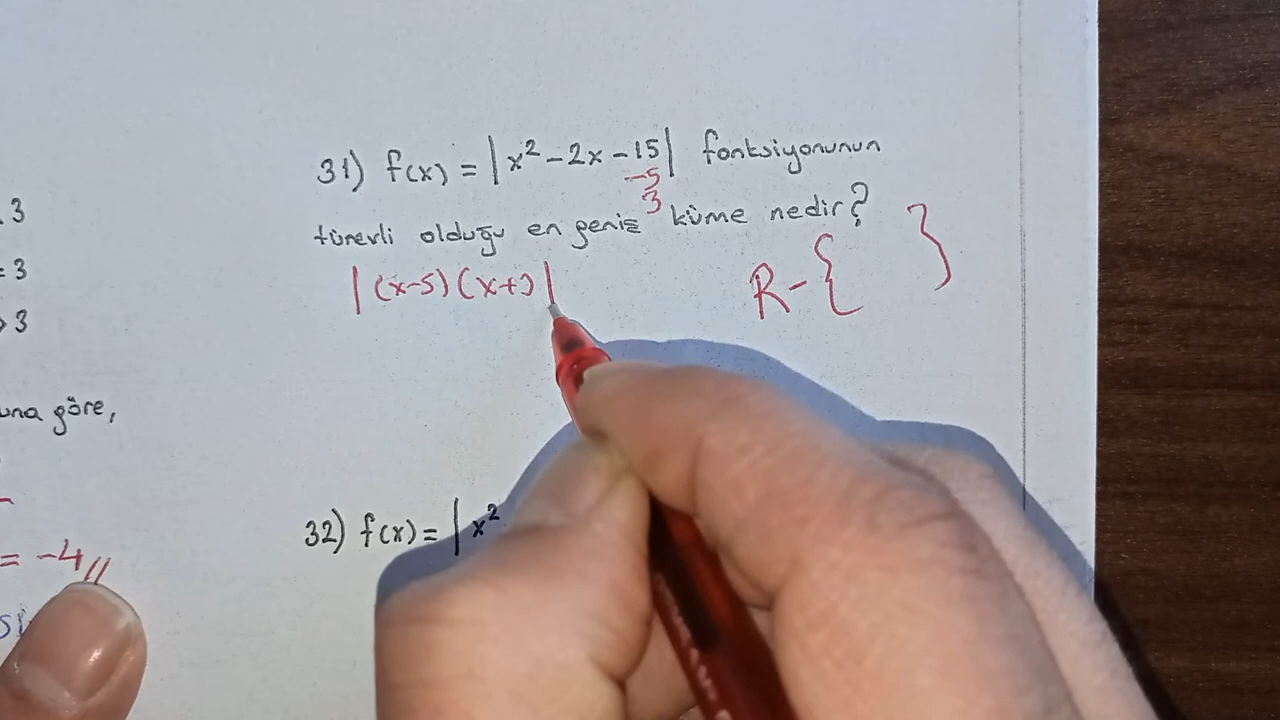 31) f(x) = |x² - 2x - 15| fonksiyonunun
-5
3
türevli olduğu en geniş küme nedir?
|(x-5)(x+)|
R-{ }
32) f(x) = |x²
3
= 3
3
una göre,
= -4//